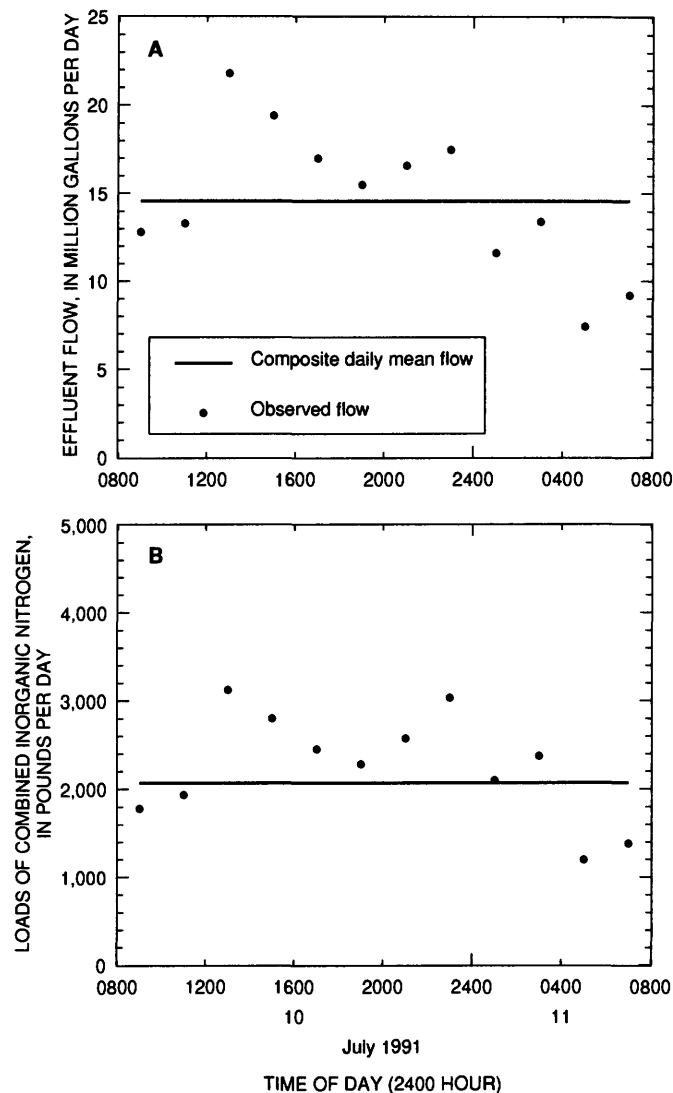 A
EFFLUENT FLOW, IN MILLION GALLONS PER DAY
25
20
15
10
5
0
Composite daily mean flow
Observed flow
0800 1200 1600 2000 2400 0400 0800
B
LOADS OF COMBINED INORGANIC NITROGEN,
IN POUNDS PER DAY
5,000
4,000
3,000
2,000
1,000
0
0800 1200 1600 2000 2400 0400 0800
10 11
July 1991
TIME OF DAY (2400 HOUR)